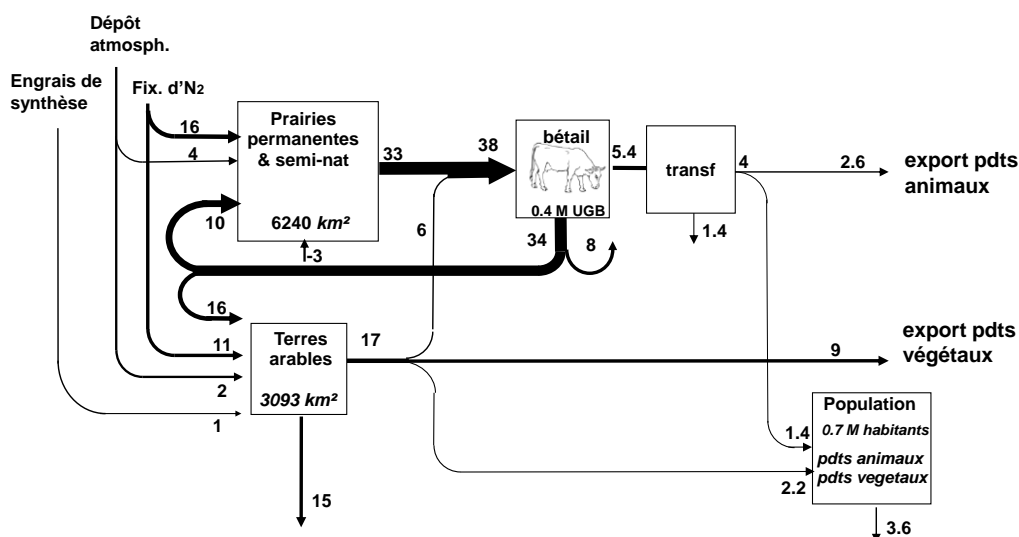 Dépôt
atmosph.
Engrais de
synthèse
Fix. d'N2
16
4
10
Prairies
permanentes
& semi-nat
6240 km²
-3
33
38
6
bétail
0.4 M UGB
34
8
5.4
transf
1.4
4
2.6
export pdts
animaux
16
11
2
1
Terres
arables
3093 km²
15
17
9
export pdts
végétaux
1.4
2.2
Population
0.7 M habitants
pdts animaux
pdts vegetaux
3.6